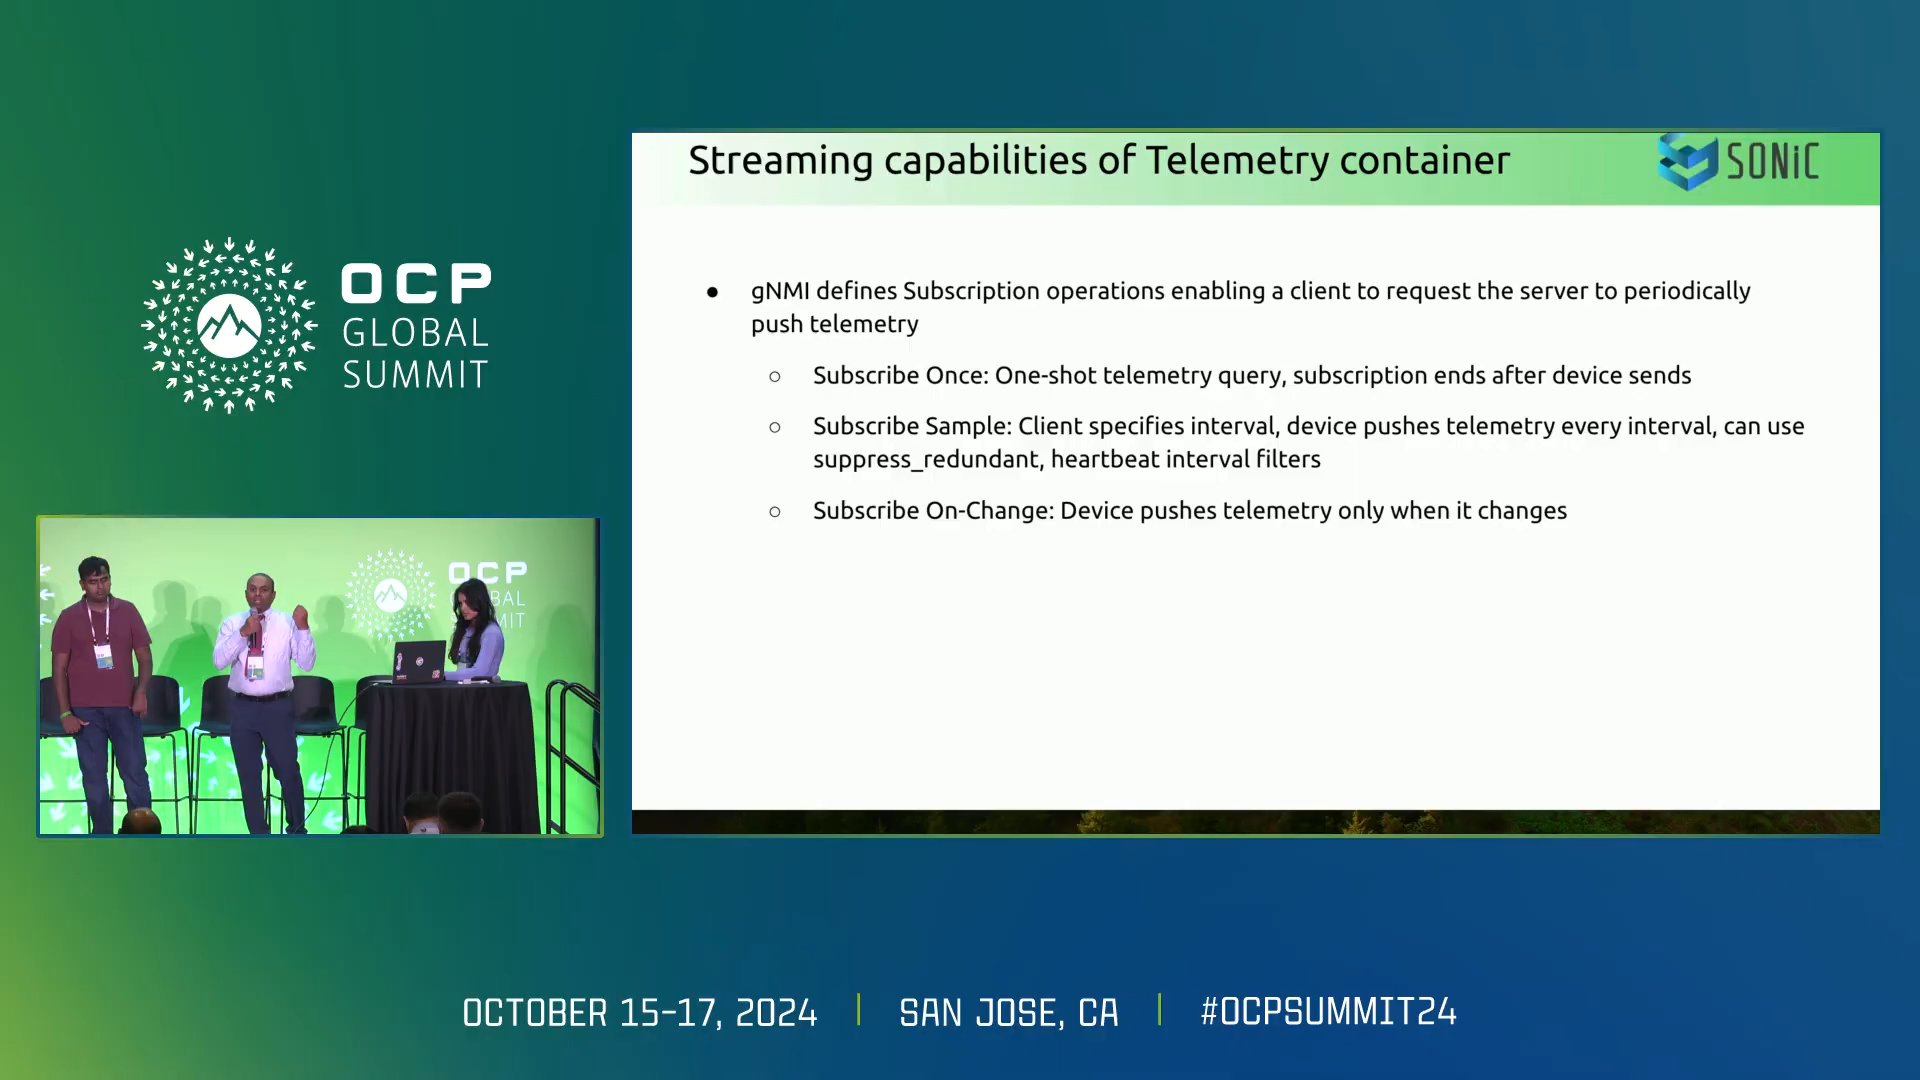 OCP
GLOBAL
SUMMIT
Streaming capabilities of Telemetry container
SONiC
● gNMI defines Subscription operations enabling a client to request the server to periodically
push telemetry
○ Subscribe Once: One-shot telemetry query, subscription ends after device sends
○ Subscribe Sample: Client specifies interval, device pushes telemetry every interval, can use
suppress_redundant, heartbeat interval filters
○ Subscribe On-Change: Device pushes telemetry only when it changes
OCP
OCTOBER 15-17, 2024 | SAN JOSE, CA | #OCPSUMMIT24